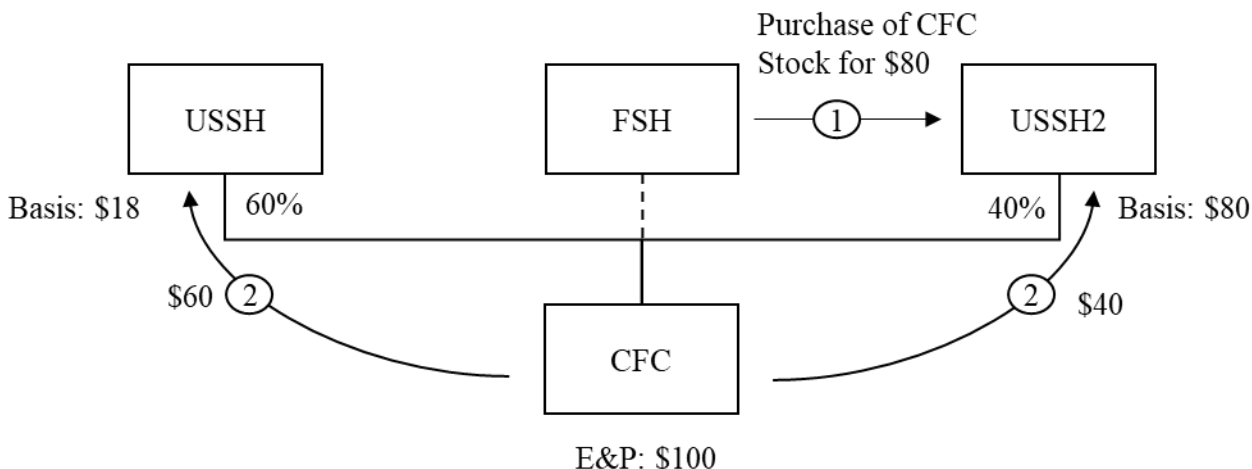 Purchase of CFC
Stock for $80
USSH
FSH
1
USSH2
Basis: $18
60%
40%
Basis: $80
$60
2
2
$40
CFC
E&P: $100